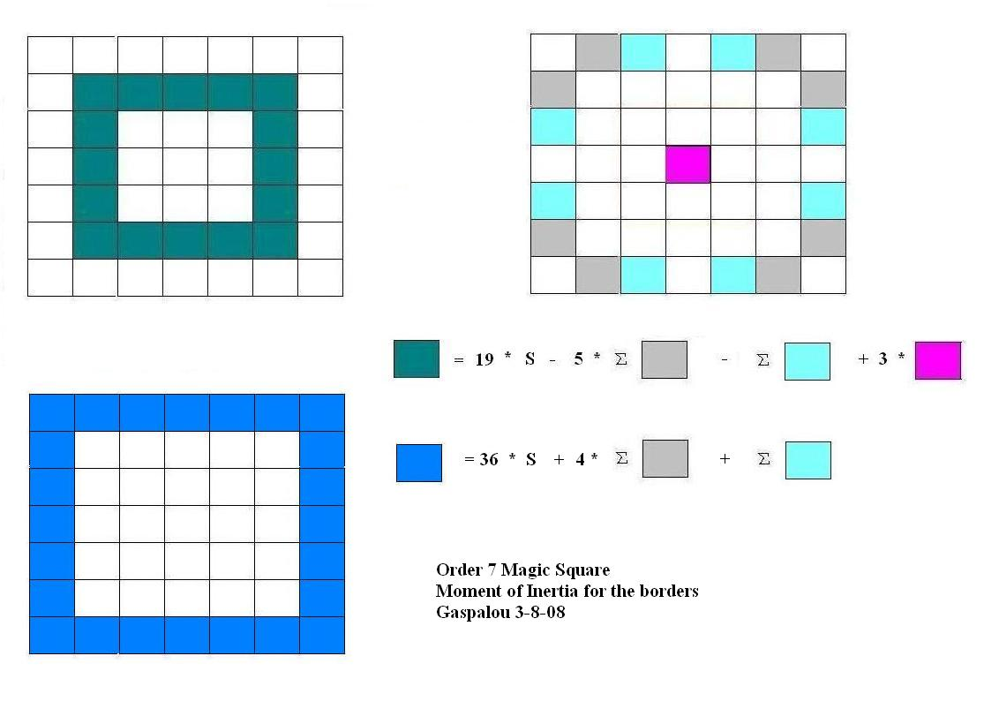 = 19 * S - 5 * Σ - Σ + 3 *
= 36 * S + 4 * Σ + Σ
Order 7 Magic Square
Moment of Inertia for the borders
Gaspalou 3-8-08